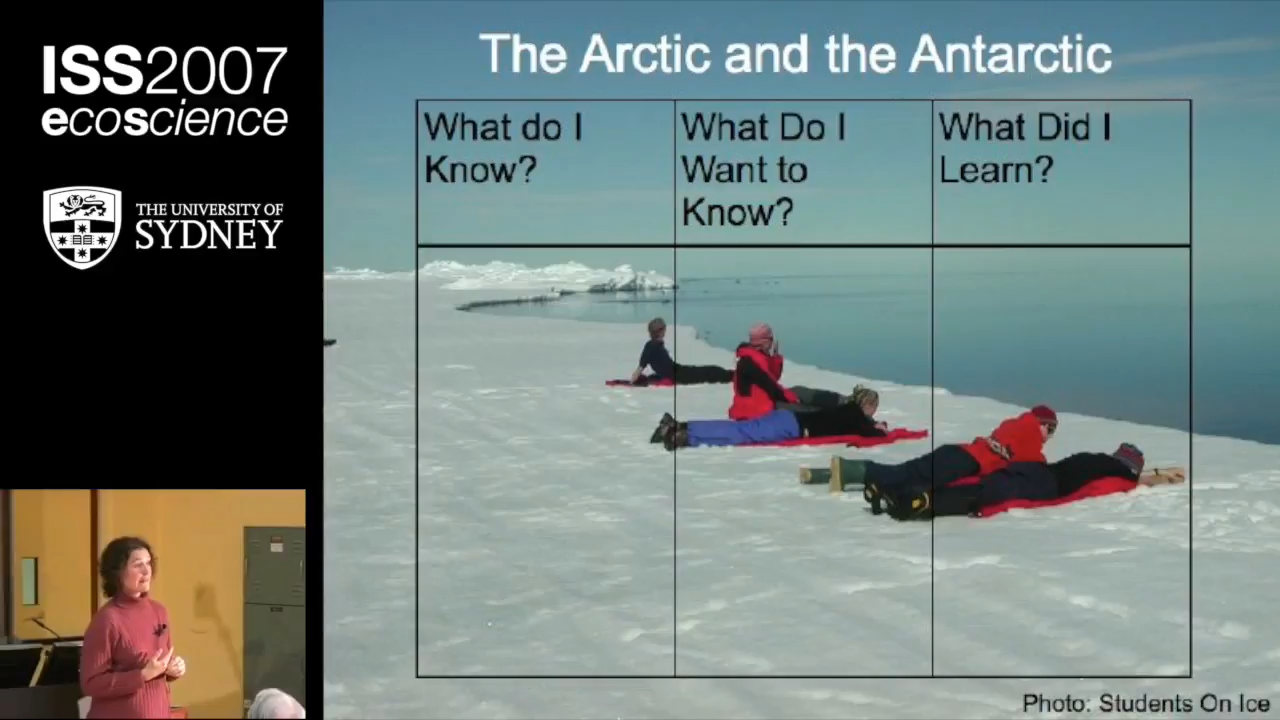 ISS2007
ecoscience
THE UNIVERSITY OF
SYDNEY
The Arctic and the Antarctic
What do I
Know?
What Do I
Want to
Know?
What Did I
Learn?
Photo: Students On Ice